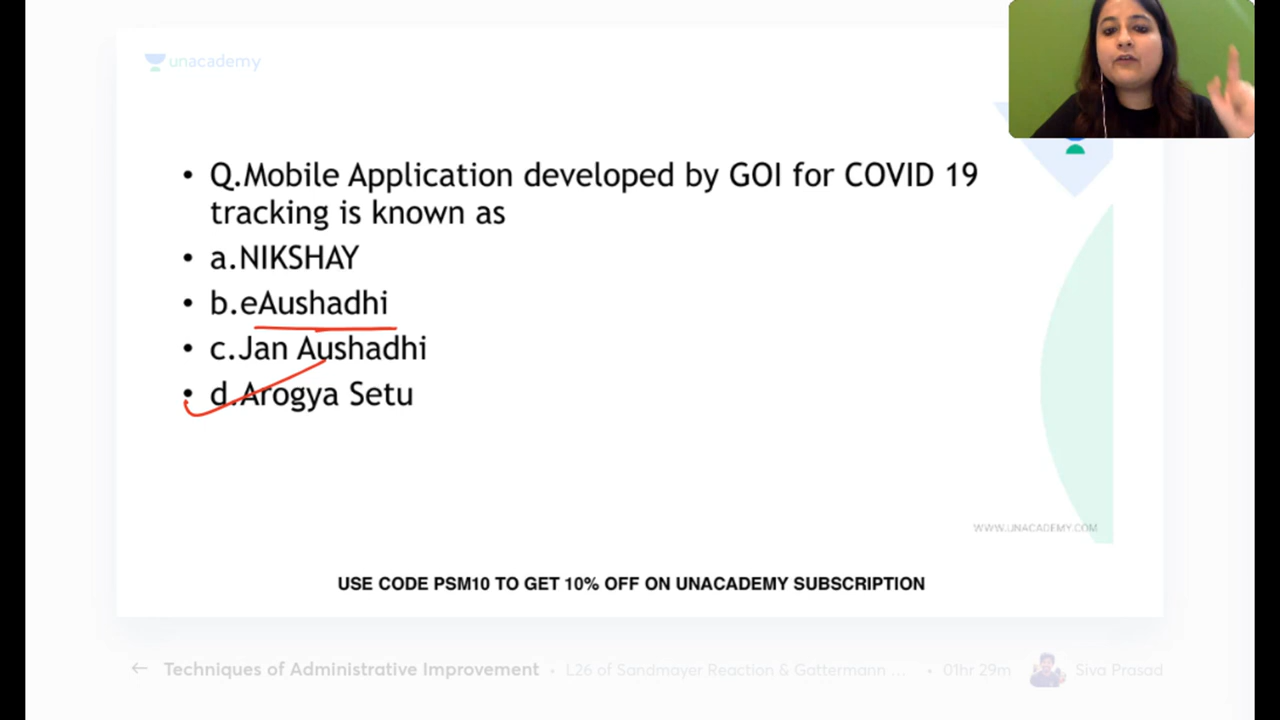 unacademy
• Q.Mobile Application developed by GOI for COVID 19
tracking is known as
• a.NIKSHAY
• b.eAushadhi
• c.Jan Aushadhi
• d.Arogya Setu
WWW.UNACADEMY.COM
USE CODE PSM10 TO GET 10% OFF ON UNACADEMY SUBSCRIPTION
← Techniques of Administrative Improvement • L26 of Sandmayer Reaction & Gattermann ... • 01hr 29m Siva Prasad